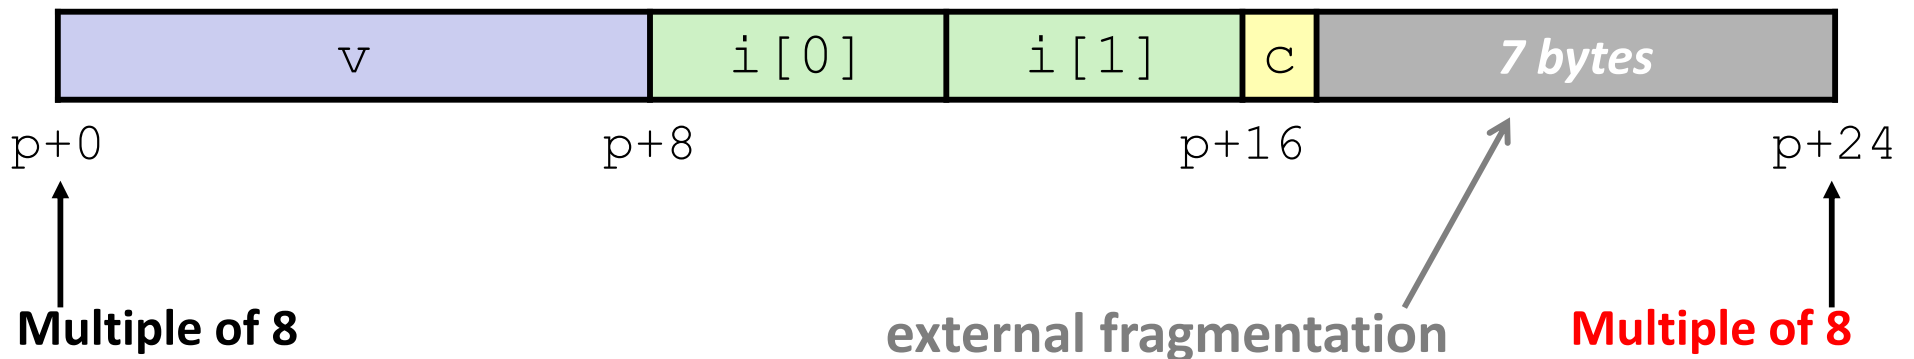 v i[0] i[1] c 7 bytes
p+0 p+8 p+16 p+24
Multiple of 8 external fragmentation Multiple of 8